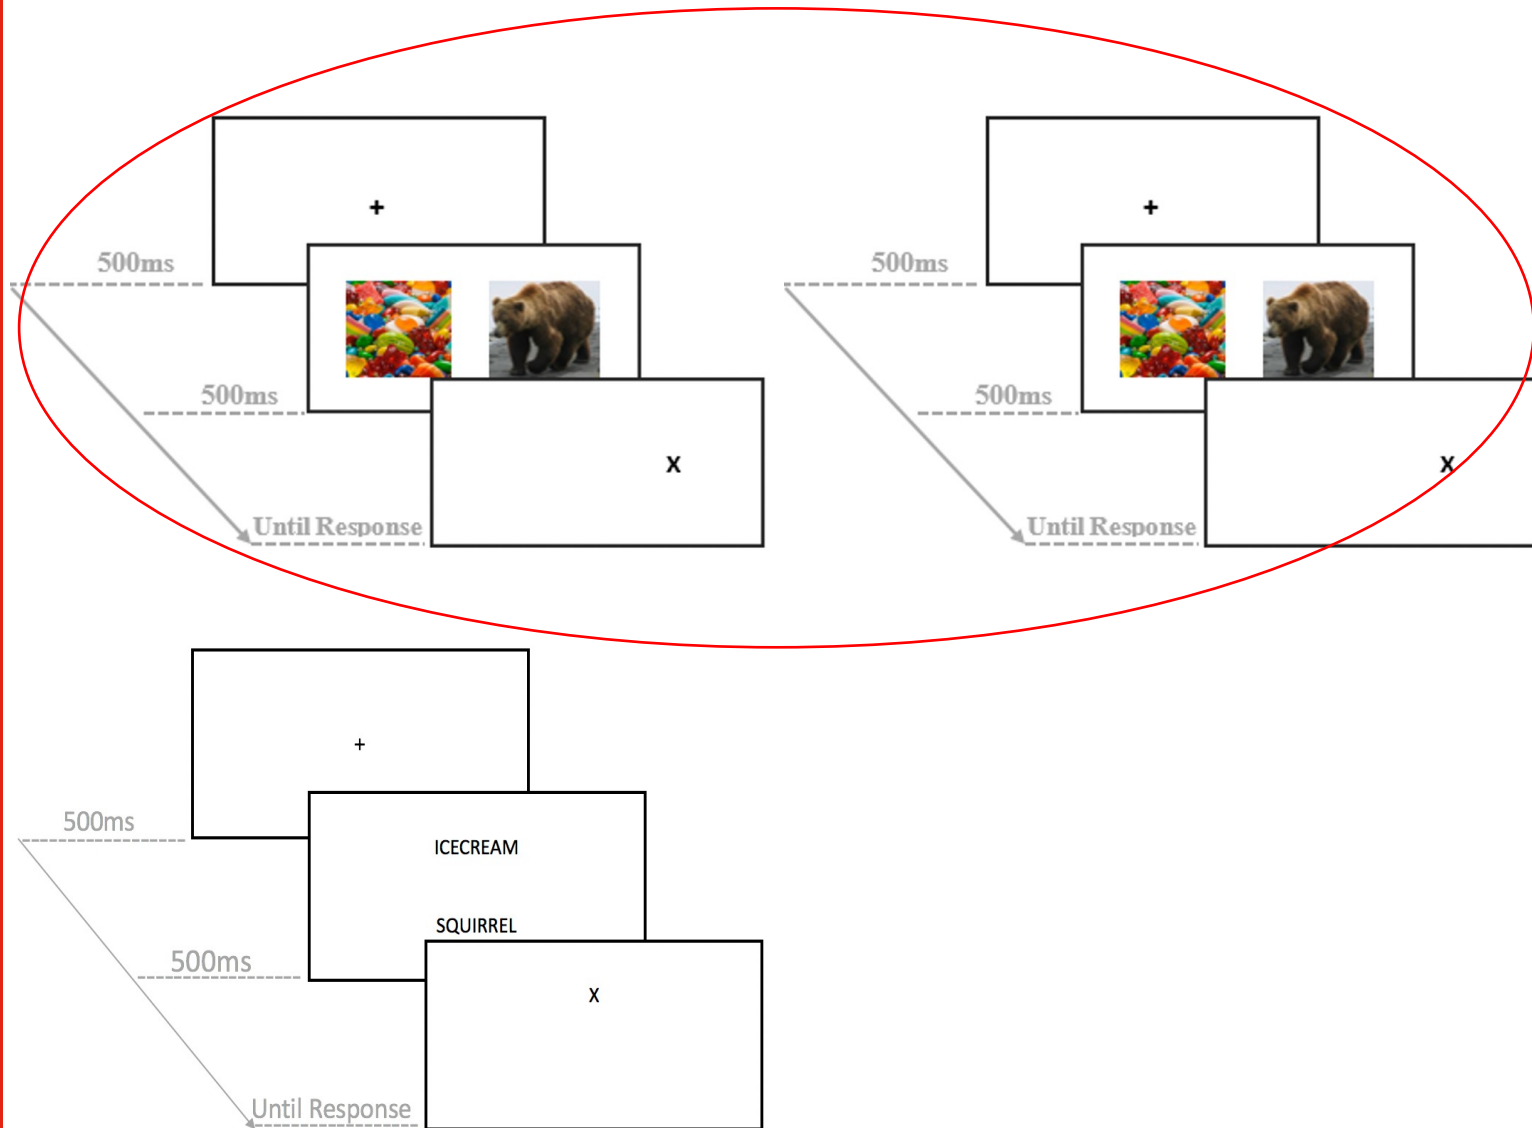 +
500ms
500ms
X
Until Response
+
500ms
500ms
X
Until Response
+
500ms
ICECREAM
SQUIRREL
500ms
X
Until Response